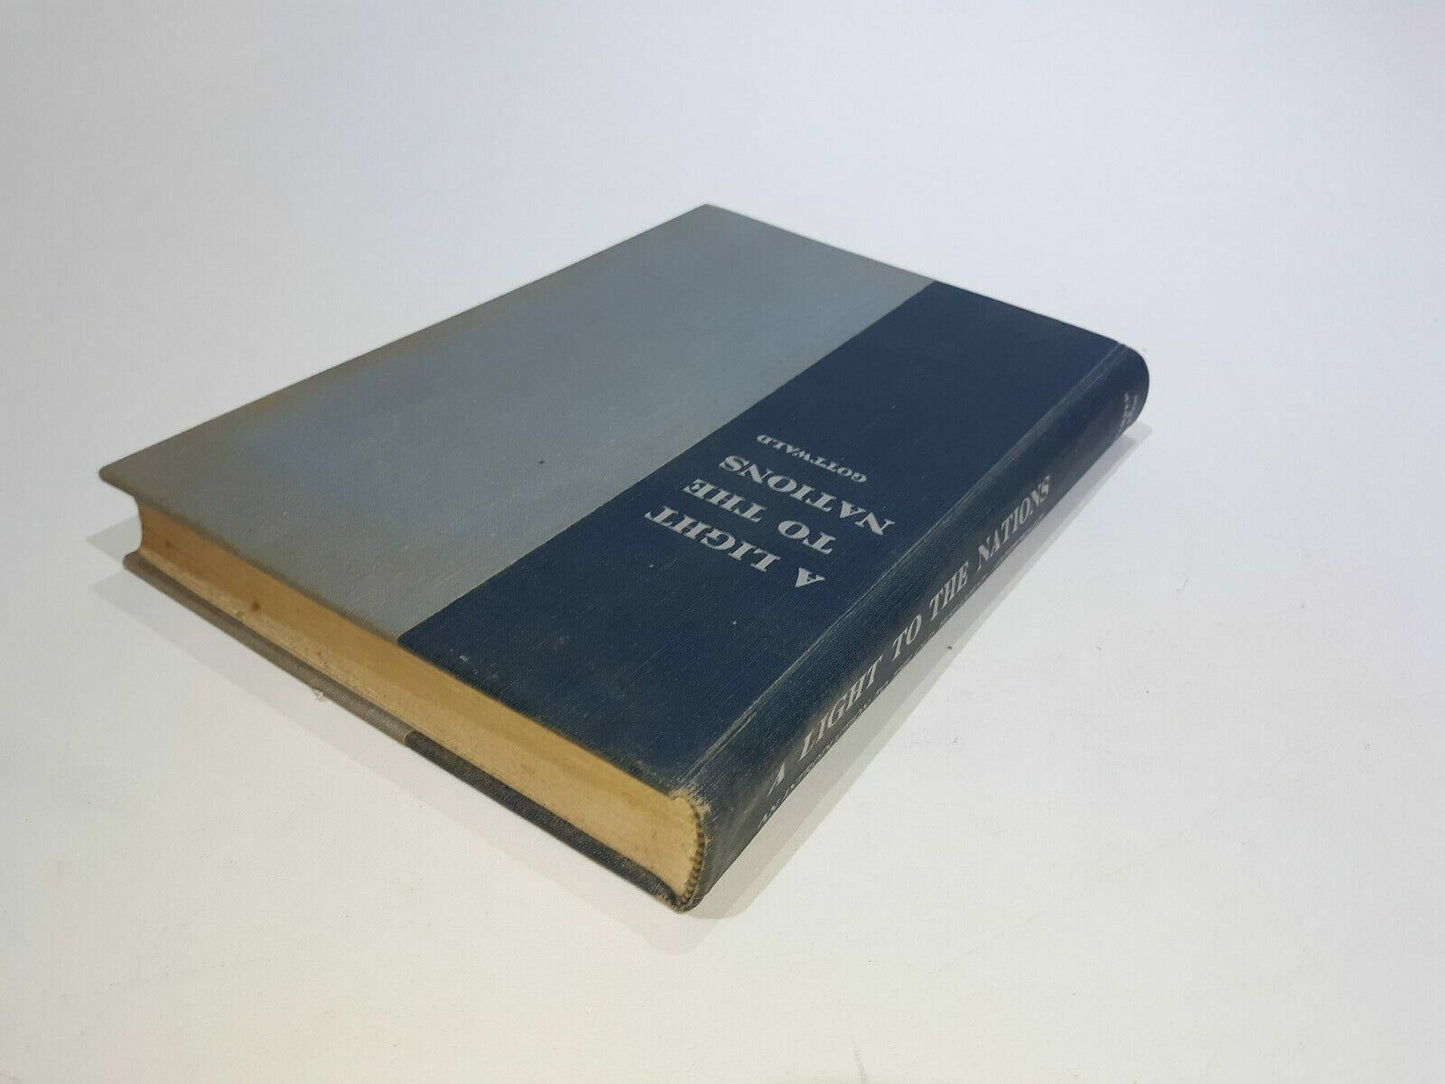 A LIGHT
TO THE
NATIONS
GOTTWALD
A LIGHT TO THE NATIONS